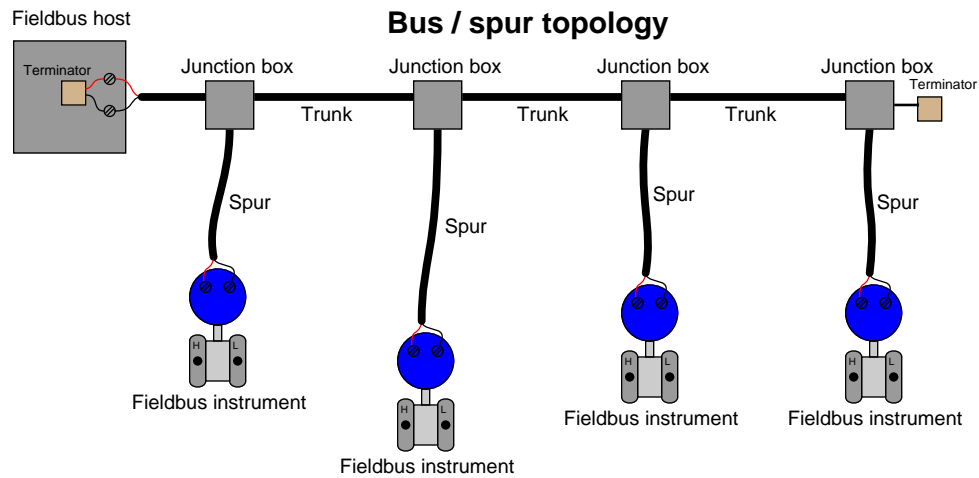 Bus / spur topology
Fieldbus host
Terminator
Junction box
Junction box
Junction box
Junction box
Terminator
Trunk
Trunk
Trunk
Spur
Spur
Spur
Spur
H
L
Fieldbus instrument
H
L
Fieldbus instrument
H
L
Fieldbus instrument
H
L
Fieldbus instrument